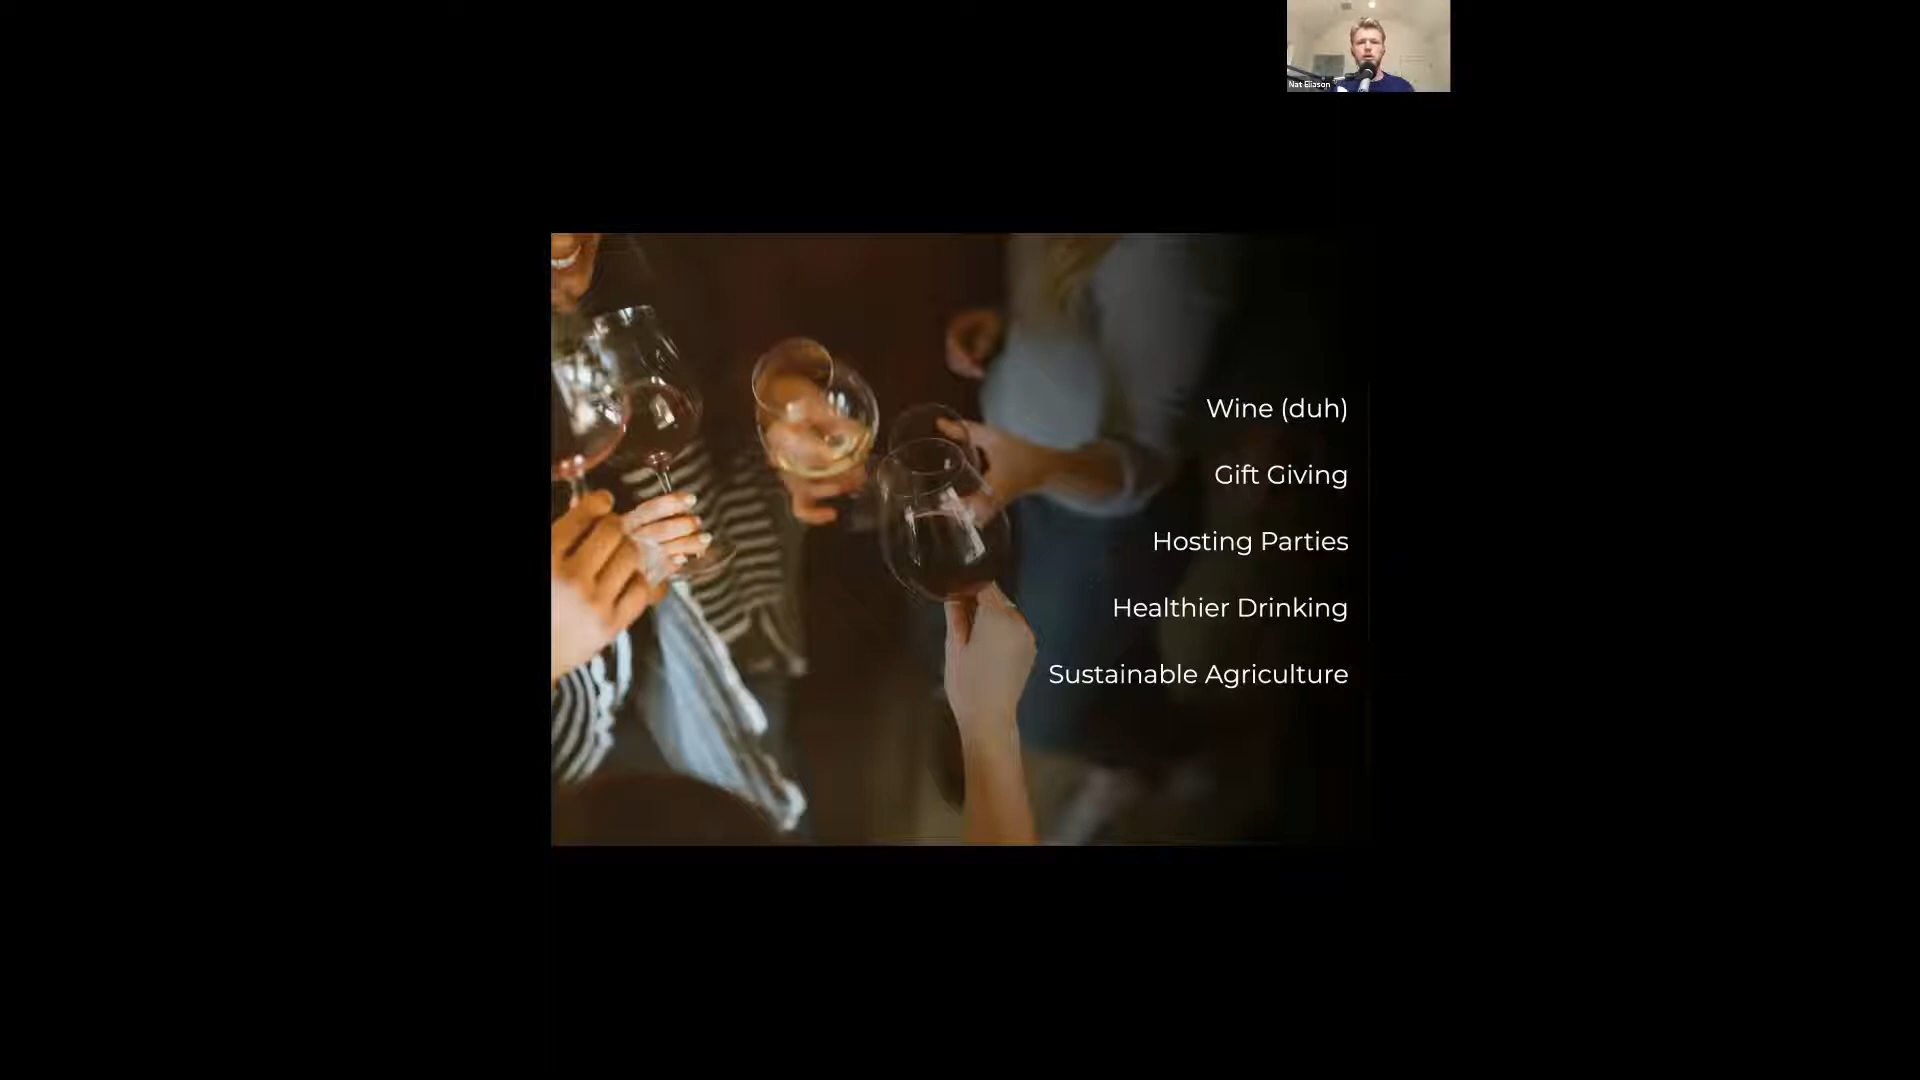 Nat Eliason
Wine (duh)
Gift Giving
Hosting Parties
Healthier Drinking
Sustainable Agriculture